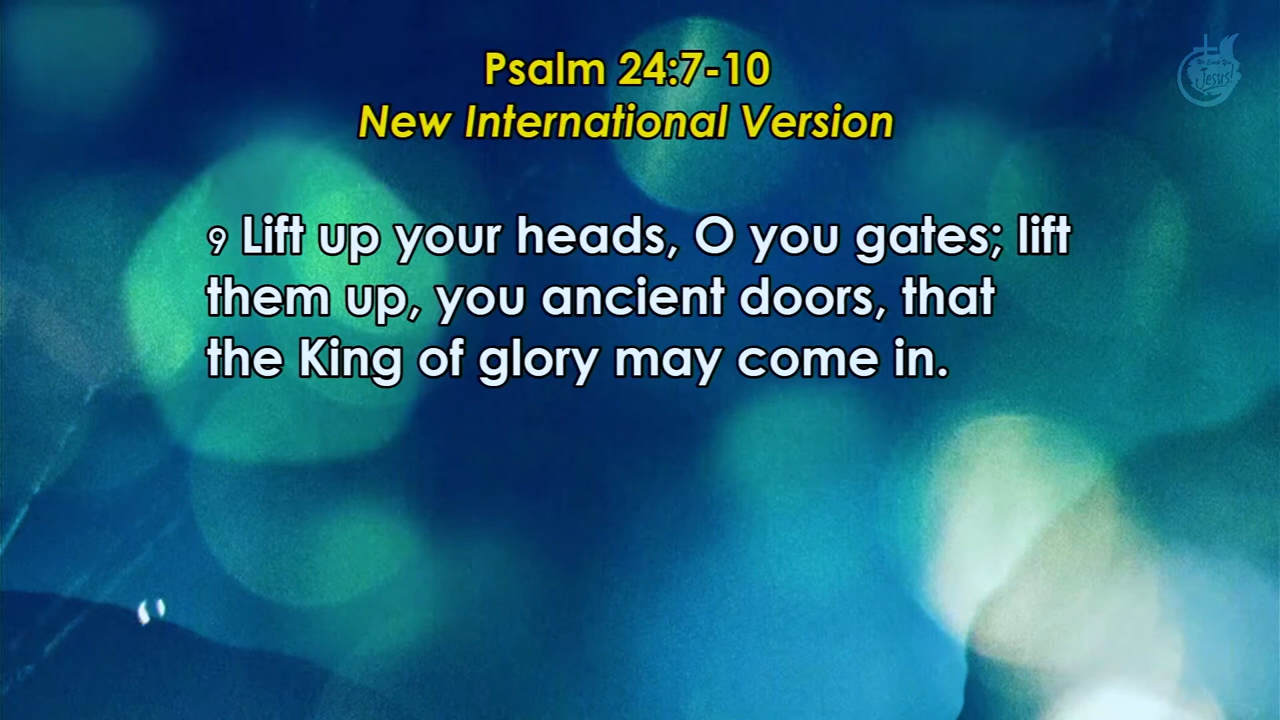 Psalm 24:7-10
New International Version
Jesus!
9 Lift up your heads, O you gates; lift
them up, you ancient doors, that
the King of glory may come in.